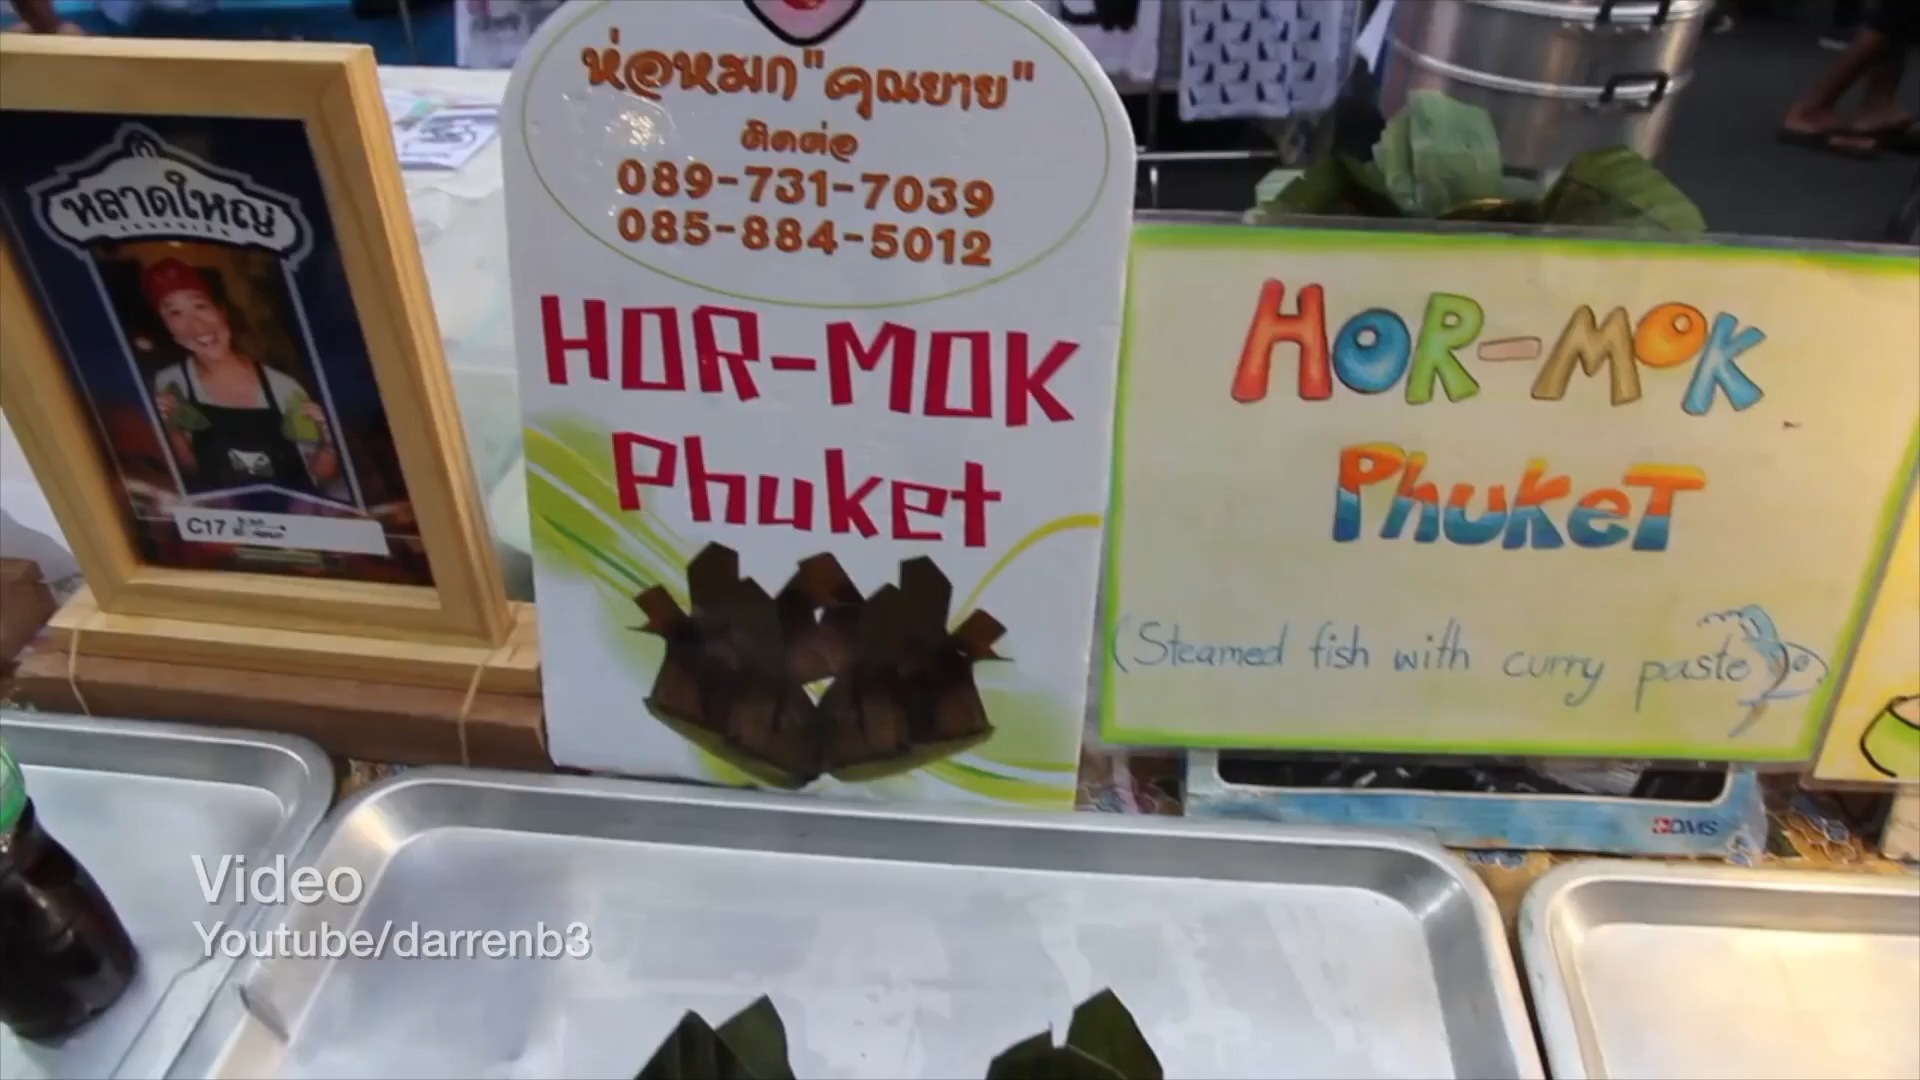 หลาดใหญ่
C17
ห่อหมก "คุณยาย"
ติดต่อ
089-731-7039
085-884-5012
HOR-MOK
Phuket
HOR-MOK
PhukeT
(Steamed fish with curry paste)
DMS
Video
Youtube/darrenb3